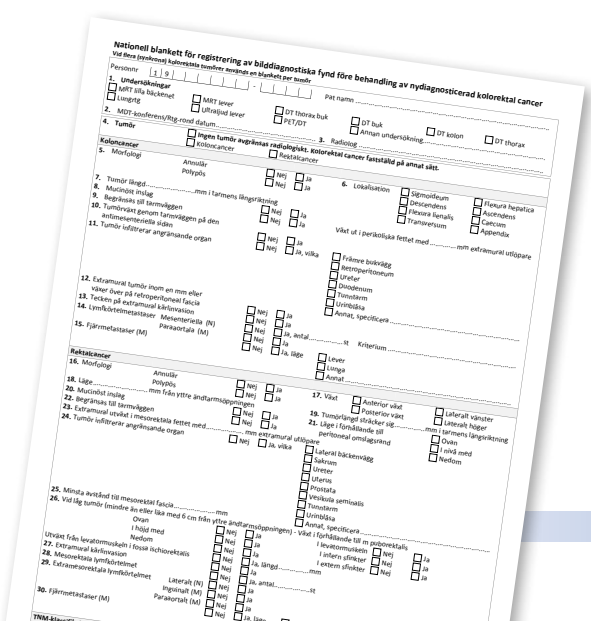 Nationell blankett för registrering av bilddiagnostiska fynd före behandling av nydiagnosticerad kolorektal cancer
Vid flera (synkrona) kolorektala tumörer används en blankett per tumör
Personnr 1 9 - Pat namn
1. Undersökningar
MRT lilla bäckenet MRT lever DT thorax buk DT buk DT kolon DT thorax
Lungrtg Ultraljud lever PET/DT Annan undersökning
2. MDT-konferens/Rtg-rond datum 3. Radiolog
4. Tumör Ingen tumör avgränsas radiologiskt. Kolorektal cancer fastställd på annat sätt.
Koloncancer Rektalcancer
Koloncancer
5. Morfologi Annulär Nej Ja 6. Lokalisation Sigmoideum Flexura hepatica
Polypös Nej Ja Descendens Ascendens
7. Tumör längd mm i tarmens längsriktning Flexura lienalis Caecum
8. Mucinöst inslag Nej Ja Transversum Appendix
9. Begränsas till tarmväggen Nej Ja Växt ut i perikoliska fettet med mm extramural utlöpare
10. Tumörväxt genom tarmväggen på den
antimesenteriella sidan Nej Ja
11. Tumör infiltrerar angränsande organ Nej Ja, vilka Främre bukvägg
Retroperitoneum
Ureter
Duodenum
Tunntarm
Urinblåsa
Annat, specificera
12. Extramural tumör inom en mm eller
växer över på retroperitoneal fascia Nej Ja
13. Tecken på extramural kärlinvasion Nej Ja
14. Lymfkörtelmetastaser Mesenteriella (N) Nej Ja, antal st Kriterium
Paraaortala (M) Nej Ja
15. Fjärrmetastaser (M) Nej Ja, läge Lever
Lunga
Annat
Rektalcancer
16. Morfologi Annulär Nej Ja 17. Växt Anterior växt Lateralt vänster
Polypös Nej Ja Posterior växt Lateralt höger
18. Läge mm från yttre ändtarmsöppningen 19. Tumörlängd sträcker sig mm i tarmens längsriktning
20. Mucinöst inslag Nej Ja 21. Läge i förhållande till Ovan
22. Begränsas till tarmväggen Nej Ja peritoneal omslagsrand I nivå med
23. Extramural utväxt i mesorektala fettet med mm extramural utlöpare Nedom
24. Tumör infiltrerar angränsande organ Nej Ja, vilka Lateral bäckenvägg
Sakrum
Ureter
Uterus
Prostata
Vesikula seminalis
Tunntarm
Urinblåsa
Annat, specificera
25. Minsta avstånd till mesorektal fascia mm
26. Vid låg tumör (mindre än eller lika med 6 cm från yttre ändtarmsöppningen) - Växt i förhållande till m puborektalis
Ovan Nej Ja I levatormuskeln Nej Ja
I höjd med Nej Ja I intern sfinkter Nej Ja
Nedom Nej Ja I extern sfinkter Nej Ja
Utväxt från levatormuskeln i fossa ischiorektalis Nej Ja
27. Extramural kärlinvasion Nej Ja, längd mm
28. Mesorektala lymfkörtelmet Nej Ja, antal st
29. Extramesorektala lymfkörtelmet Lateralt (N) Nej Ja
Inguinalt (M) Nej Ja
Paraaortalt (M) Nej Ja
30. Fjärrmetastaser (M) Nej Ja, läge